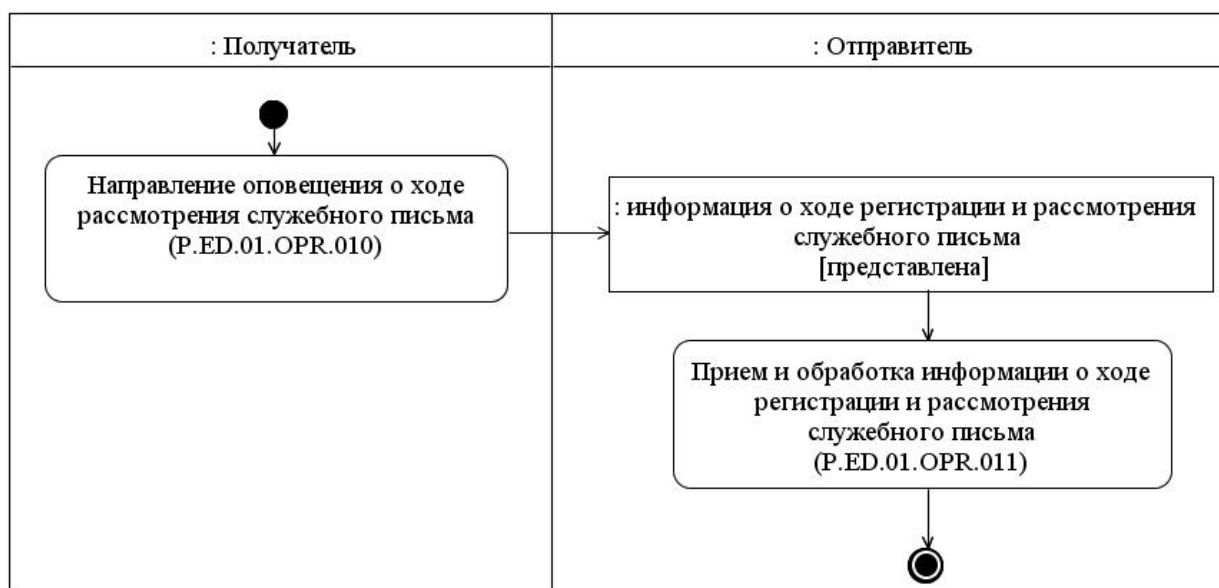 : Получатель
: Отправитель
Направление оповещения о ходе
рассмотрения служебного письма
(P.ED.01.OPR.010)
: информация о ходе регистрации и рассмотрения
служебного письма
[представлена]
Прием и обработка информации о ходе
регистрации и рассмотрения
служебного письма
(P.ED.01.OPR.011)